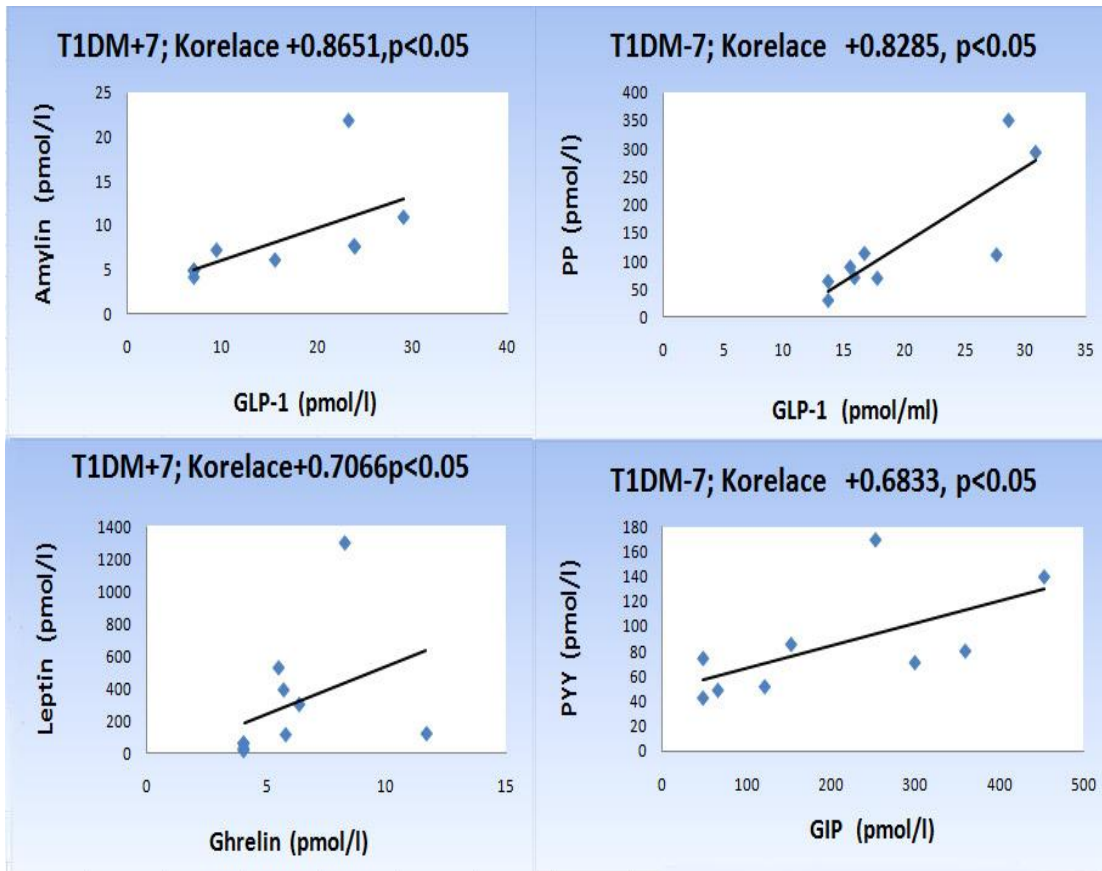 T1DM+7; Korelace +0.8651,p<0.05
Amylin (pmol/l)
25
20
15
10
5
0
0 10 20 30 40
GLP-1 (pmol/l)
T1DM-7; Korelace +0.8285, p<0.05
PP (pmol/l)
400
350
300
250
200
150
100
50
0
0 5 10 15 20 25 30 35
GLP-1 (pmol/ml)
T1DM+7; Korelace+0.7066p<0.05
Leptin (pmol/l)
1400
1200
1000
800
600
400
200
0
0 5 10 15
Ghrelin (pmol/l)
T1DM-7; Korelace +0.6833, p<0.05
PYY (pmol/l)
180
160
140
120
100
80
60
40
20
0
0 100 200 300 400 500
GIP (pmol/l)